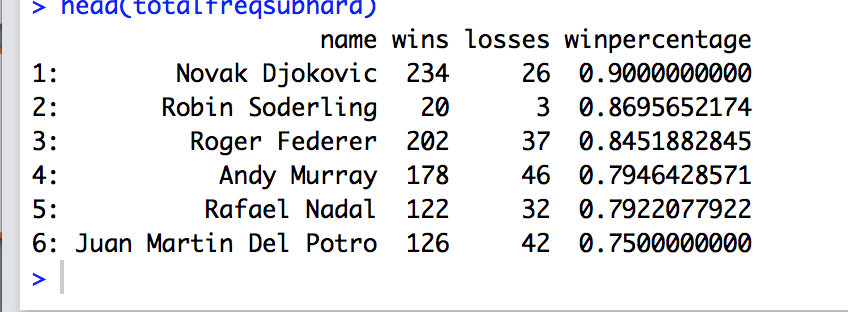 > head(totalfreqsubhard)
name wins losses winpercentage
1: Novak Djokovic 234 26 0.9000000000
2: Robin Soderling 20 3 0.8695652174
3: Roger Federer 202 37 0.8451882845
4: Andy Murray 178 46 0.7946428571
5: Rafael Nadal 122 32 0.7922077922
6: Juan Martin Del Potro 126 42 0.7500000000
>